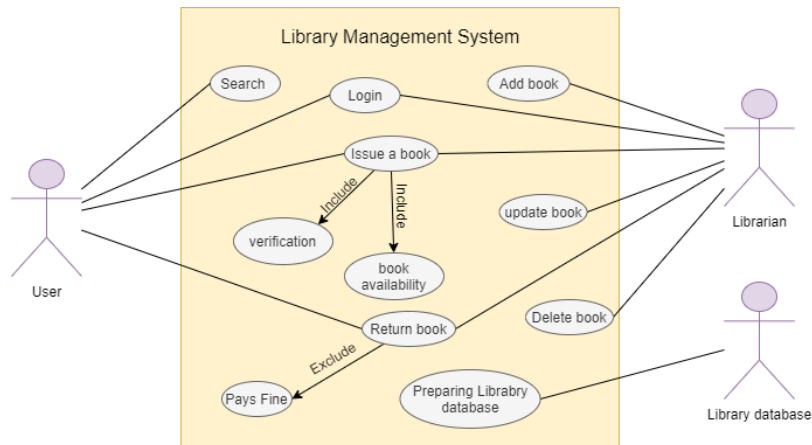 Library Management System
Search
Login
Add book
Issue a book
Include
Include
verification
book
availability
update book
Librarian
User
Return book
Delete book
Exclude
Pays Fine
Preparing Librabry
database
Library database